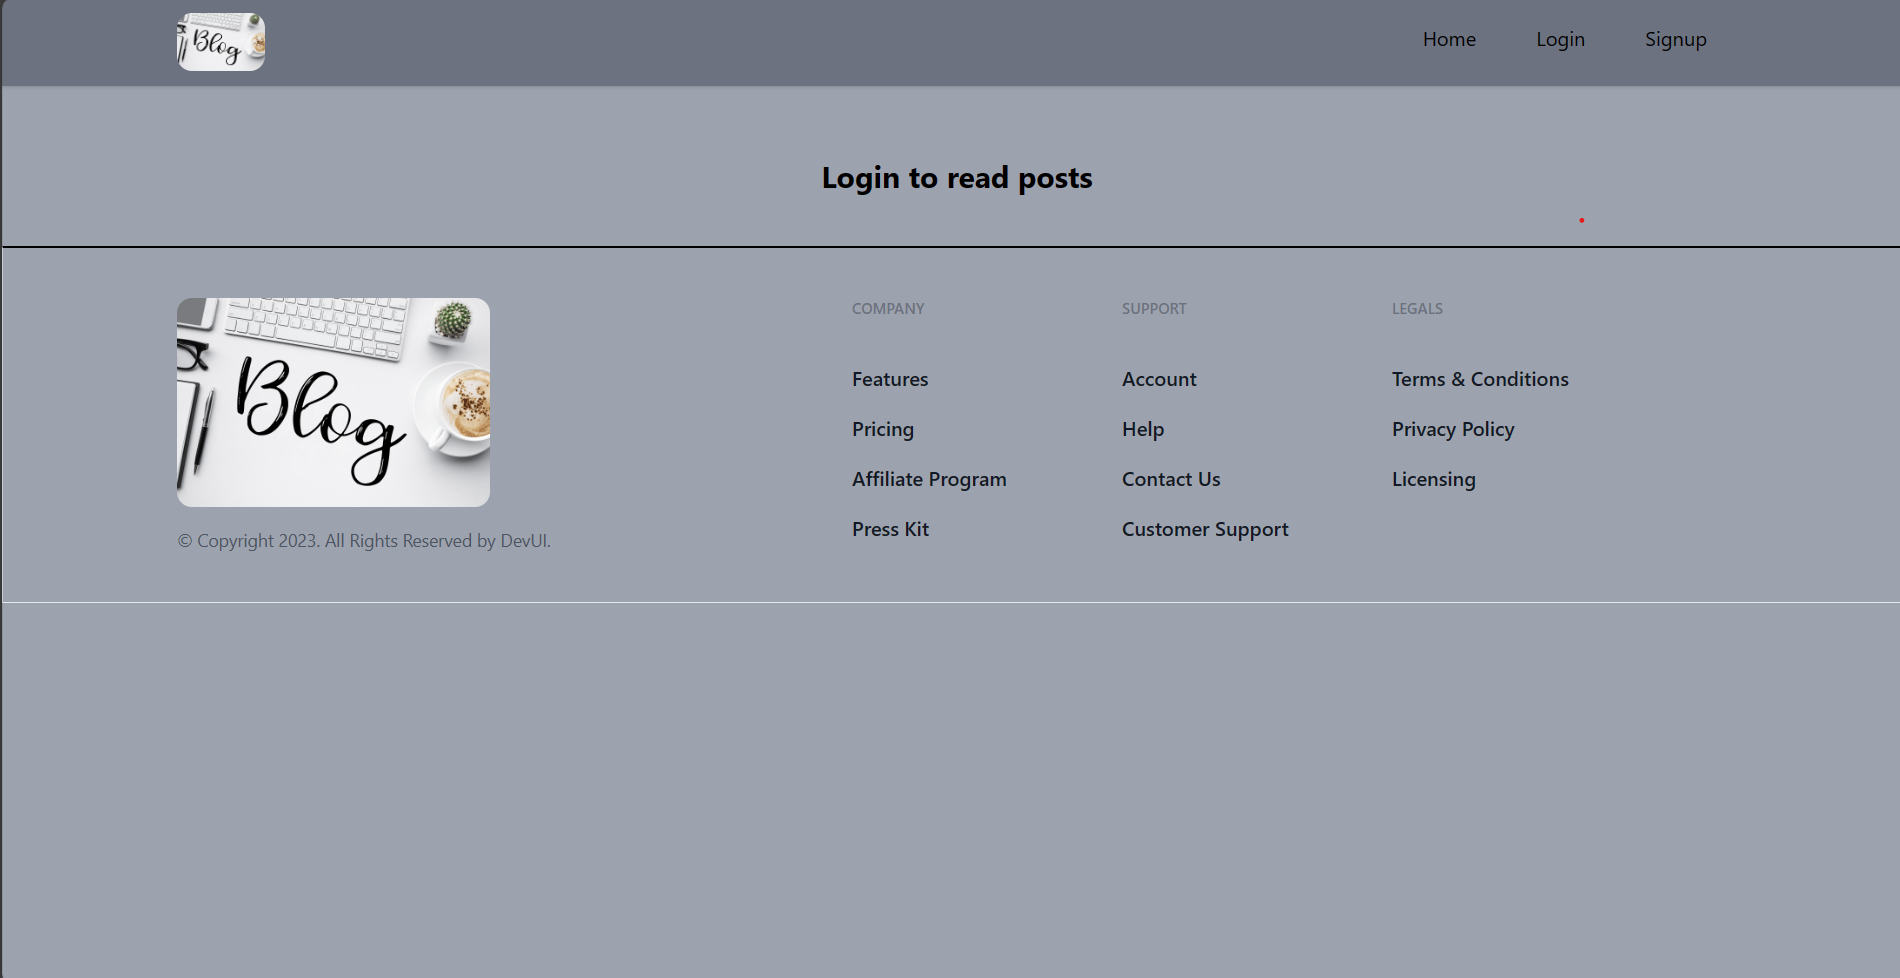 Blog
Home Login Signup
Login to read posts
Blog
© Copyright 2023. All Rights Reserved by DevUI.
COMPANY
Features
Pricing
Affiliate Program
Press Kit
SUPPORT
Account
Help
Contact Us
Customer Support
LEGALS
Terms & Conditions
Privacy Policy
Licensing